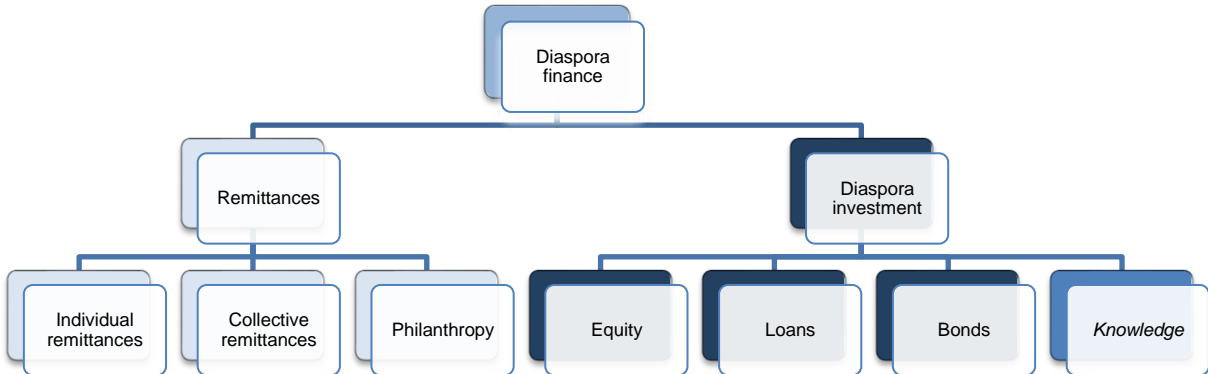 Diaspora
finance
Remittances
Diaspora
investment
Individual
remittances
Collective
remittances
Philanthropy
Equity
Loans
Bonds
Knowledge